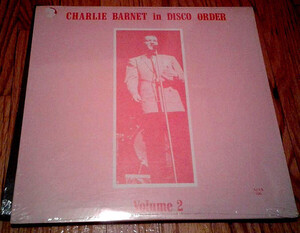 CHARLIE BARNET in DISCO ORDER
Volume 2